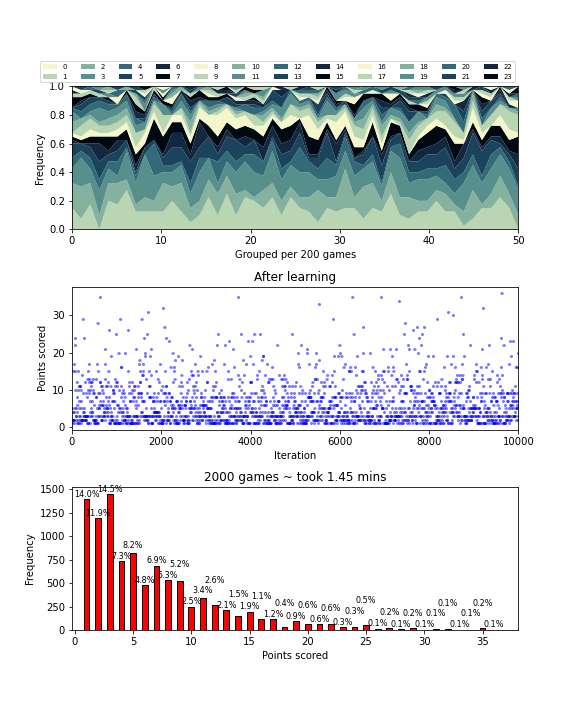 0 2 4 6 8 10 12 14 16 18 20 22
1 3 5 7 9 11 13 15 17 19 21 23
1.0
0.8
0.6
0.4
0.2
0.0
Frequency
0 10 20 30 40 50
Grouped per 200 games
After learning
30
20
10
0
Points scored
0 2000 4000 6000 8000 10000
Iteration
2000 games ~ took 1.45 mins
1500
1250
1000
750
500
250
0
Frequency
14.0% 11.9% 14.5% 7.3% 8.2% 4.8% 6.9% 5.3% 5.2% 2.5% 3.4% 2.6% 2.1% 1.5% 1.9% 1.1% 1.2% 0.4% 0.9% 0.6% 0.6% 0.6% 0.3% 0.3% 0.5% 0.1% 0.2% 0.1% 0.2% 0.1% 0.1% 0.1% 0.1% 0.1% 0.2% 0.1%
0 5 10 15 20 25 30 35
Points scored